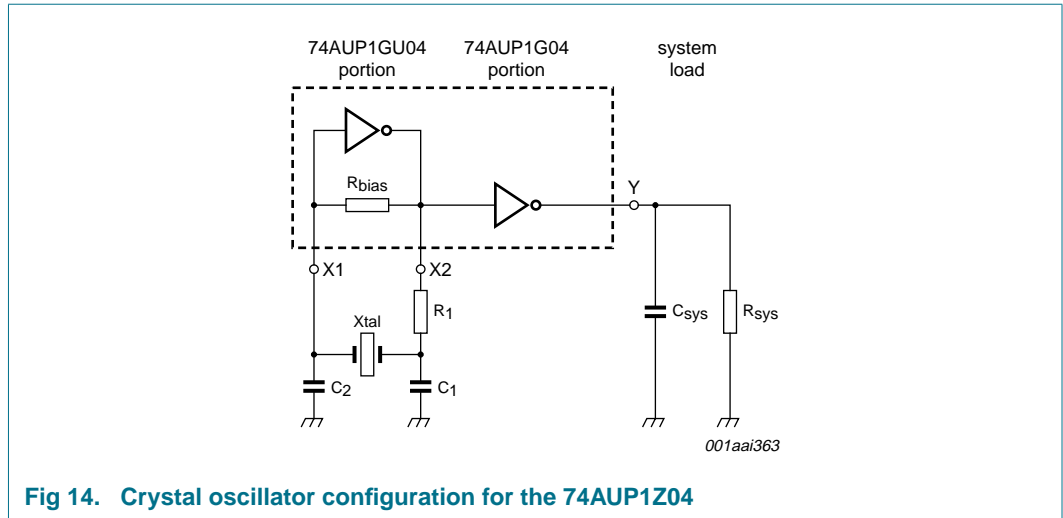 74AUP1GU04 portion
74AUP1G04 portion
system load
Rbias
Y
X1
X2
R1
Csys
Rsys
Xtal
C2
C1
001aai363
Fig 14. Crystal oscillator configuration for the 74AUP1Z04